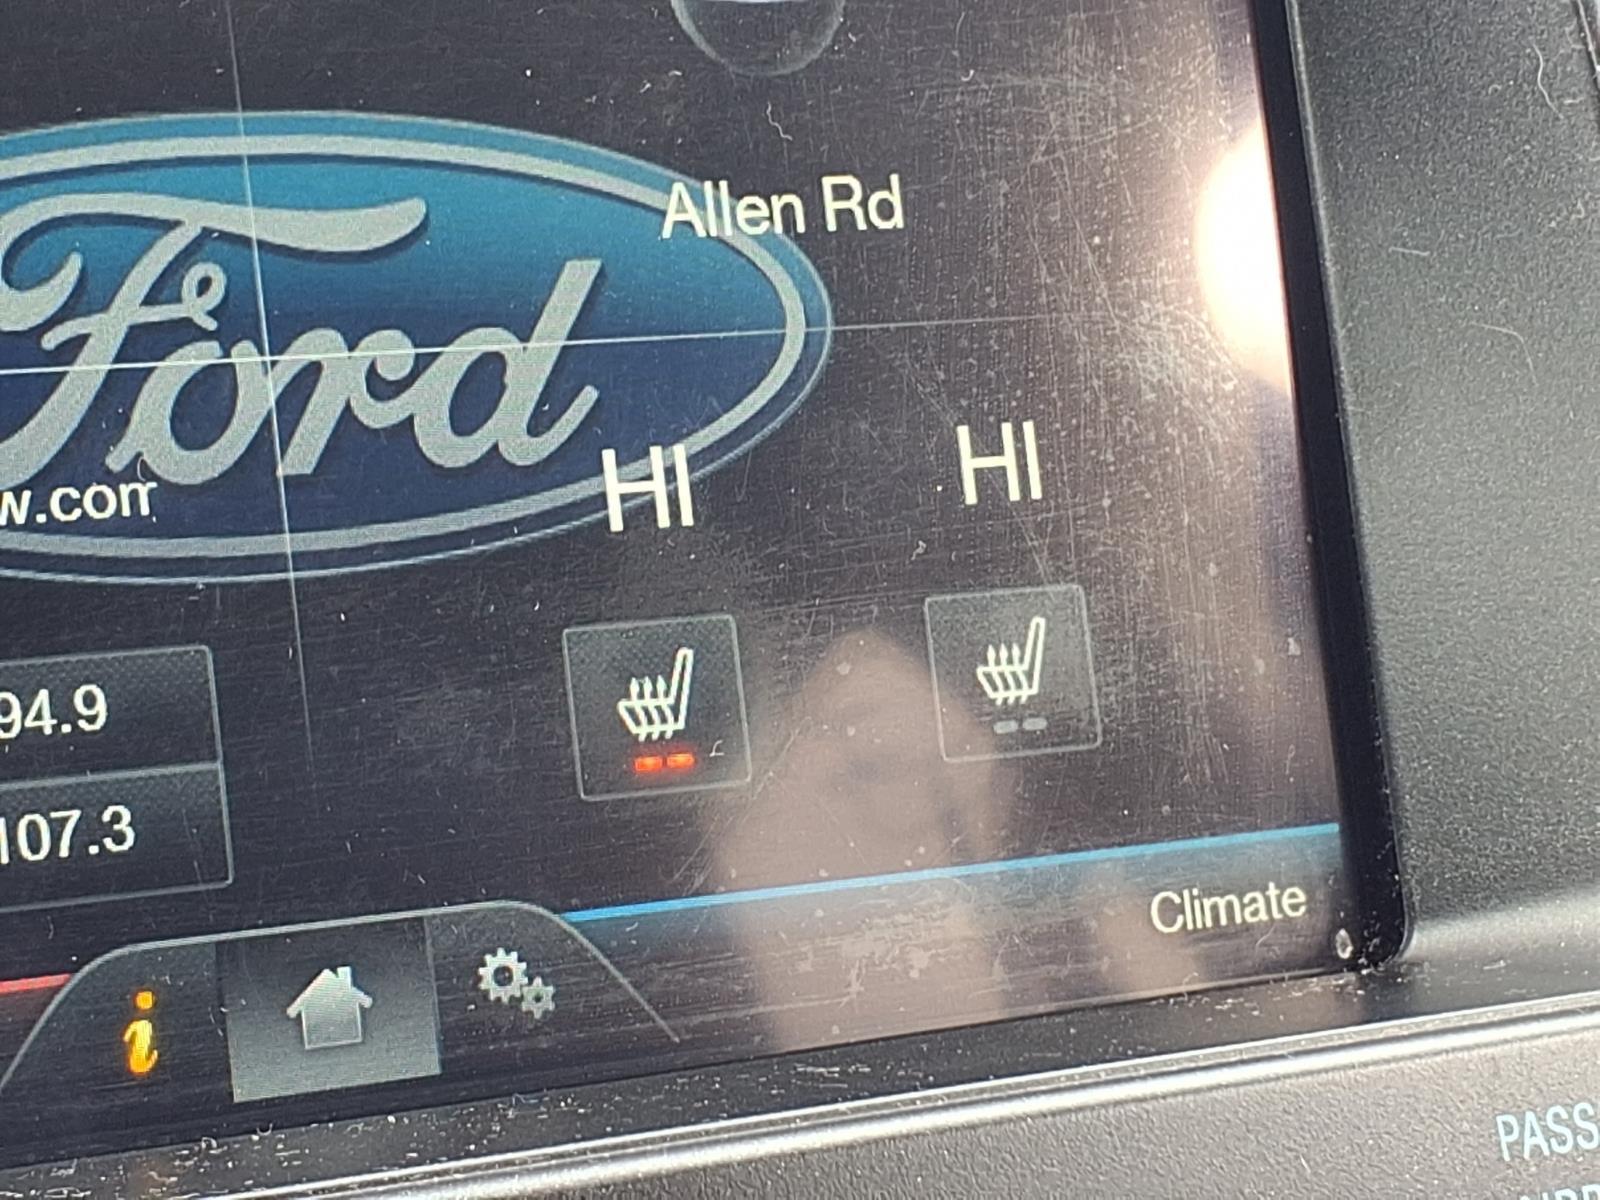 Allen Rd
Ford
HI HI
w.com
94.9
107.3
i
Climate
PASS